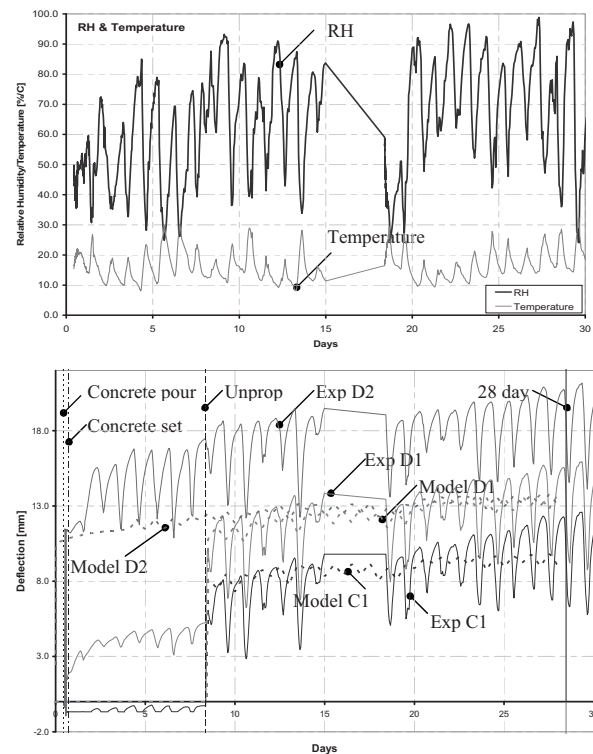 RH & Temperature
RH
Temperature
RH
Temperature
Relative Humidity/Temperature [%/C]
100.0
90.0
80.0
70.0
60.0
50.0
40.0
30.0
20.0
10.0
0.0
0 5 10 15 20 25 30
Days
Concrete pour
Concrete set
Unprop
Exp D2
28 day
Exp D1
Model D1
Model D2
Model C1
Exp C1
Deflection [mm]
18.0
13.0
8.0
3.0
-2.0
0 5 10 15 20 25 30
Days